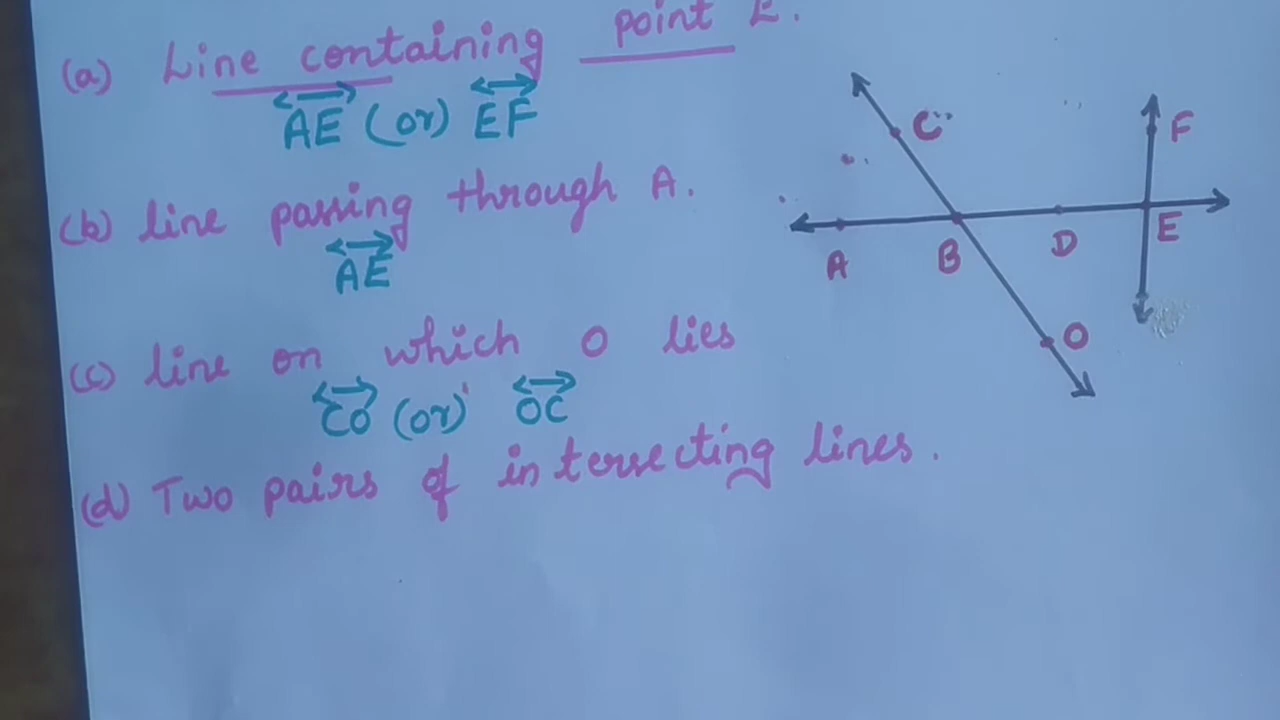 (a) Line containing point E.
AE (or) EF
(b) line passing through A.
AE
(c) line on which O lies
CO (or) OC
(d) Two pairs of intersecting lines.
C
F
A
B
D
E
O